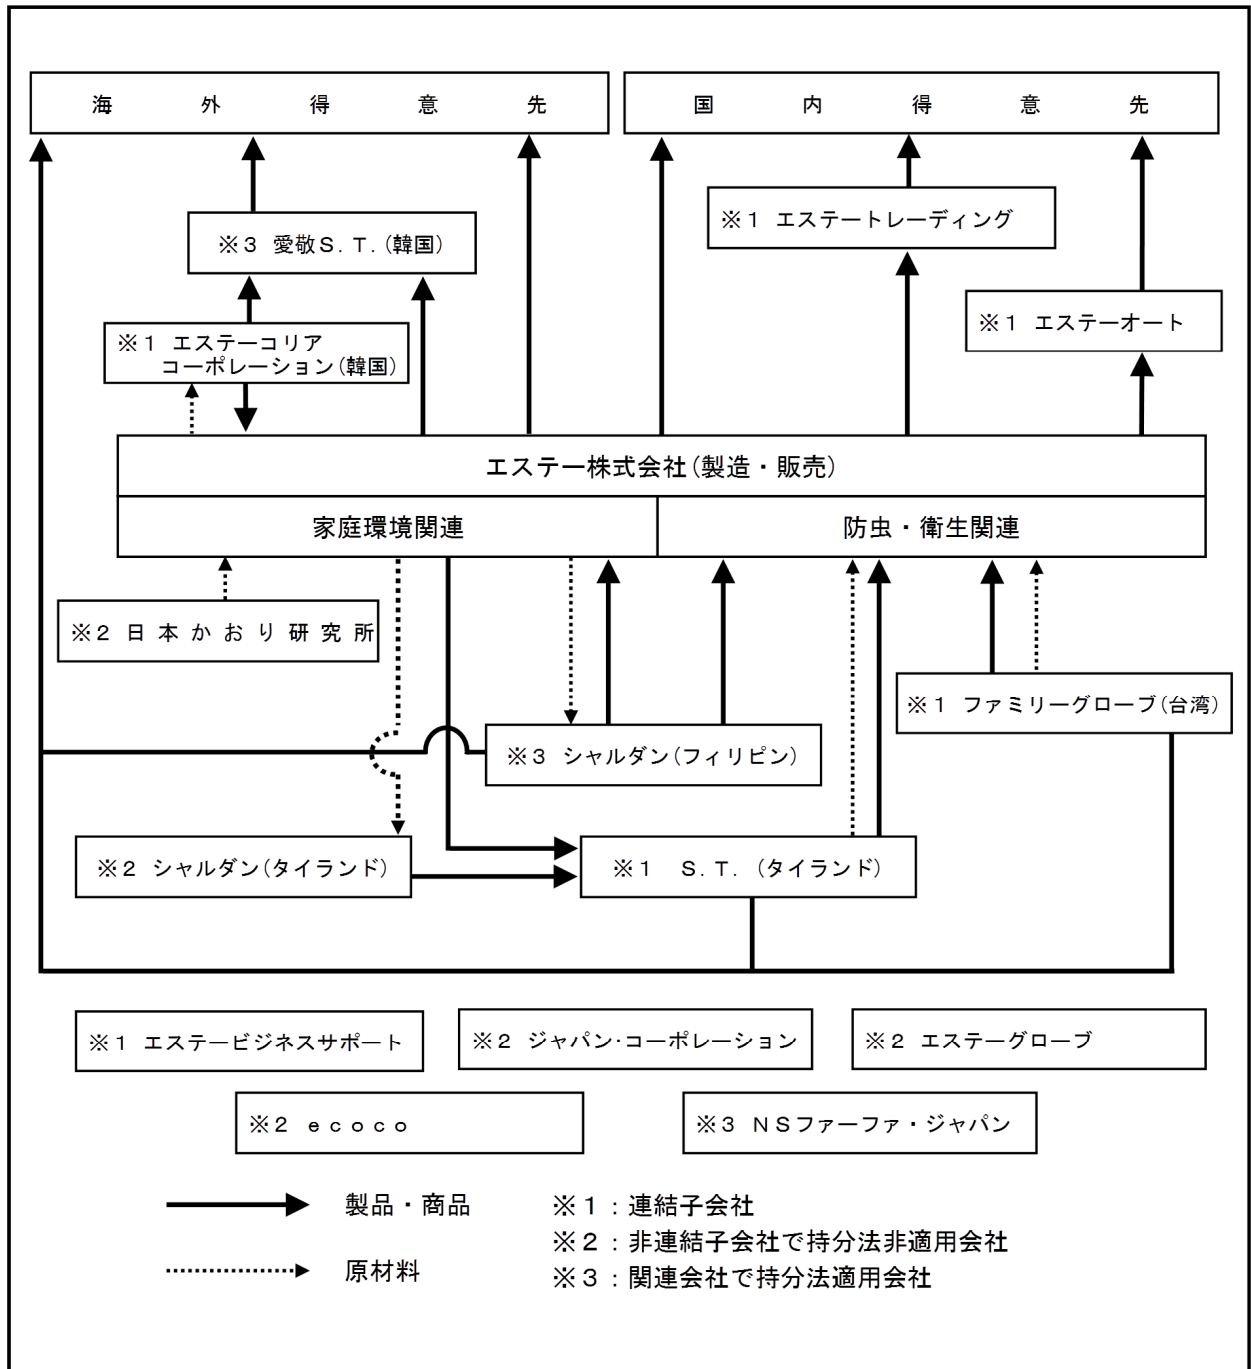 海外得意先
国内得意先
※1 エステートレーディング
※3 愛敬S.T.(韓国)
※1 エステーオート
※1 エステーコリア
コーポレーション(韓国)
エステー株式会社(製造・販売)
家庭環境関連
防虫・衛生関連
※2 日本かおり研究所
※1 ファミリーグローブ(台湾)
※3 シャルダン(フィリピン)
※2 シャルダン(タイランド)
※1 S.T.(タイランド)
※1 エステービジネスサポート
※2 ジャパン・コーポレーション
※2 エステーグローブ
※2 ecoco
※3 NSファーファ・ジャパン
製品・商品
※1:連結子会社
※2:非連結子会社で持分法非適用会社
原材料
※3:関連会社で持分法適用会社